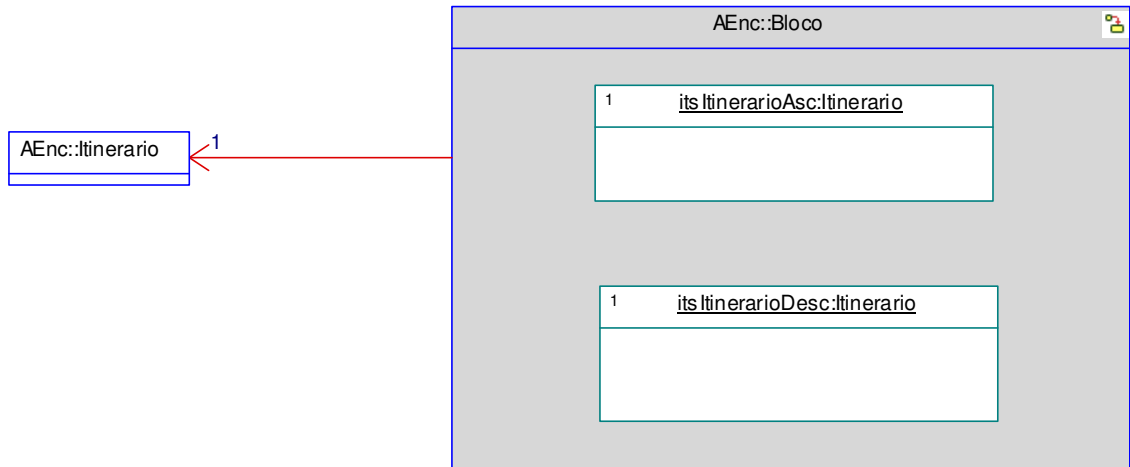 AEnc::Bloco
1 itsItinerarioAsc:Itinerario
AEnc::Itinerario
1
1 itsItinerarioDesc:Itinerario